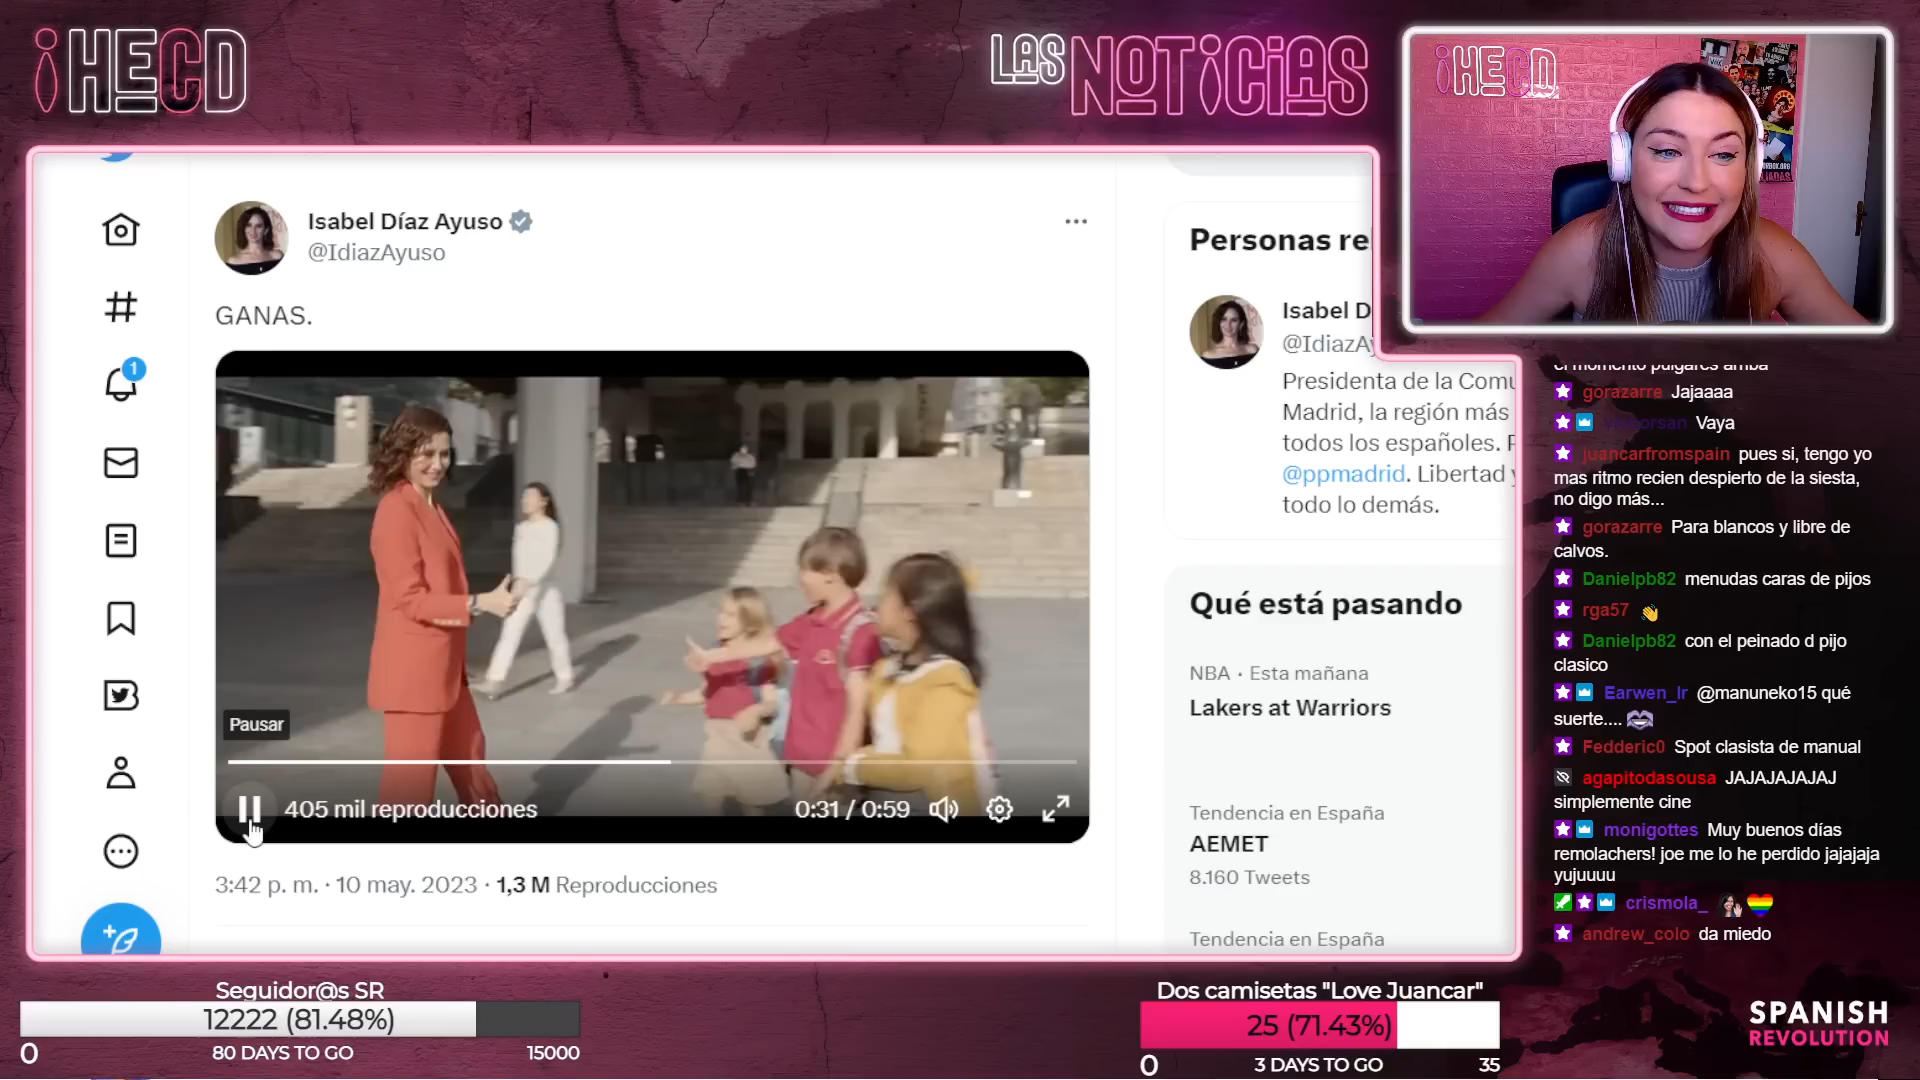 ¡HECD
LAS NOTICIAS
¡HECD
Isabel Díaz Ayuso
@IdiazAyuso
GANAS.
1
Pausar
405 mil reproducciones
0:31 / 0:59
3:42 p. m. · 10 may. 2023 · 1,3 M Reproducciones
Personas re
Isabel D
@IdiazAy
Presidenta de la Comu
Madrid, la región más
todos los españoles. P
@ppmadrid. Libertad y
todo lo demás.
Qué está pasando
NBA · Esta mañana
Lakers at Warriors
Tendencia en España
AEMET
8.160 Tweets
Tendencia en España
el momento pulgares arriba
gorazarre Jajaaaa
Vaya
juancarfromspain pues si, tengo yo
mas ritmo recien despierto de la siesta,
no digo más...
gorazarre Para blancos y libre de
calvos.
Danielpb82 menudas caras de pijos
rga57 👋
Danielpb82 con el peinado d pijo
clasico
Earwen_lr @manuneko15 qué
suerte....
Fedderic0 Spot clasista de manual
agapitodasousa JAJAJAJAJAJ
simplemente cine
monigottes Muy buenos días
remolachers! joe me lo he perdido jajajaja
yujuuuu
crismola_
andrew_colo da miedo
Seguidor@s SR
12222 (81.48%)
0 80 DAYS TO GO 15000
Dos camisetas "Love Juancar"
25 (71.43%)
0 3 DAYS TO GO 35
SPANISH
REVOLUTION